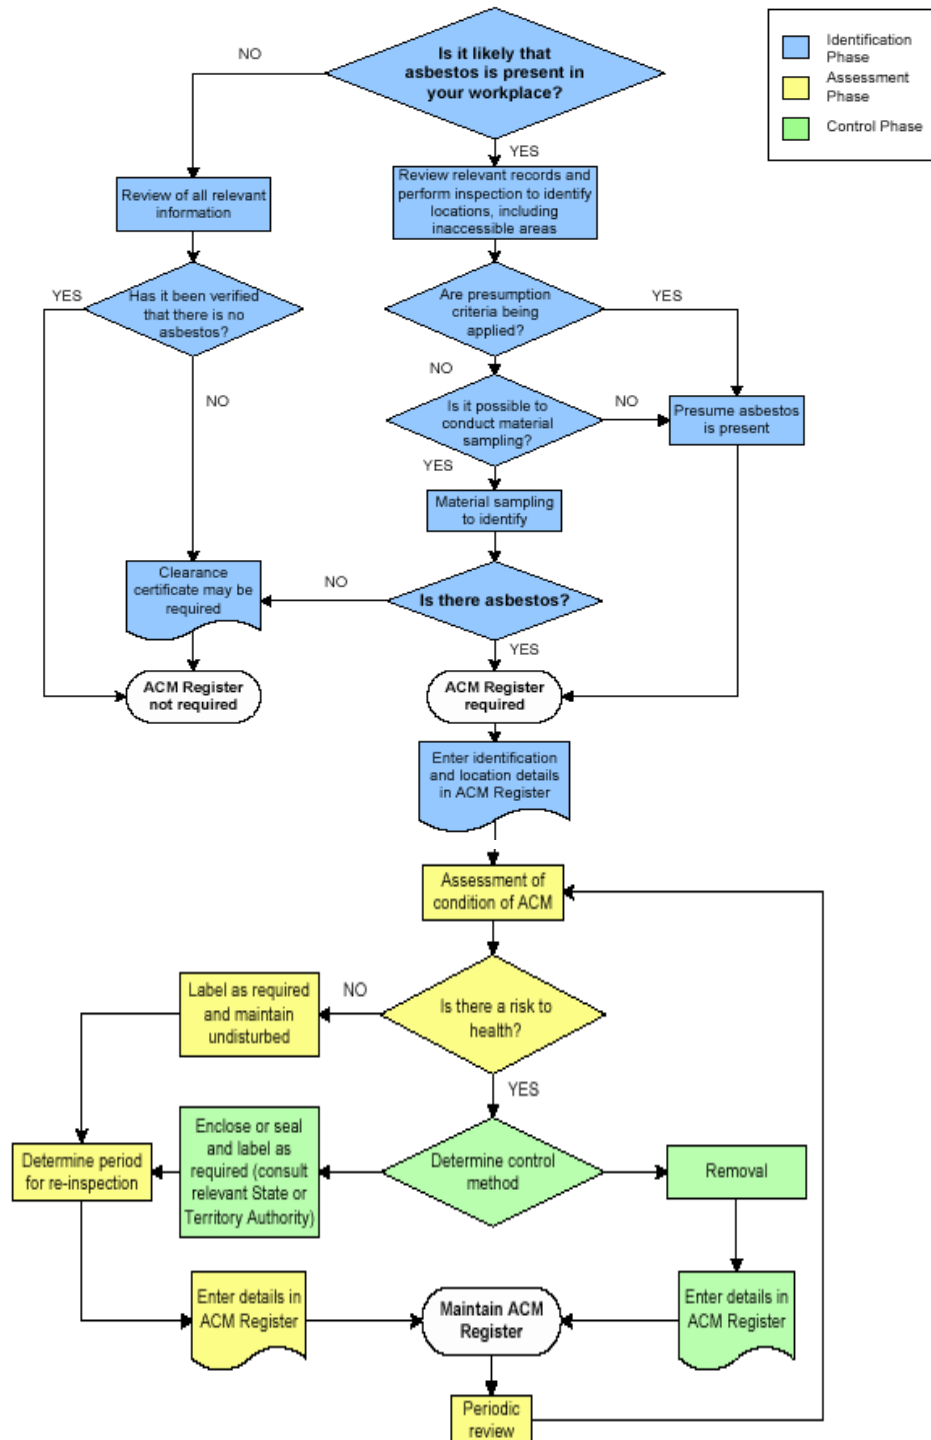 NO
Is it likely that
asbestos is present in
your workplace?
Identification
Phase
Assessment
Phase
Control Phase
YES
Review of all relevant
information
Review relevant records and
perform inspection to identify
locations, including
inaccessible areas
YES
Has it been verified
that there is no
asbestos?
Are presumption
criteria being
applied?
YES
NO
NO
Is it possible to
conduct material
sampling?
NO
Presume asbestos
is present
YES
Material sampling
to identify
Clearance
certificate may be
required
NO
Is there asbestos?
YES
ACM Register
not required
ACM Register
required
Enter identification
and location details
in ACM Register
Assessment of
condition of ACM
Label as required
and maintain
undisturbed
NO
Is there a risk to
health?
YES
Determine period
for re-inspection
Enclose or seal
and label as
required (consult
relevant State or
Territory Authority)
Determine control
method
Removal
Enter details in
ACM Register
Maintain ACM
Register
Enter details in
ACM Register
Periodic
review